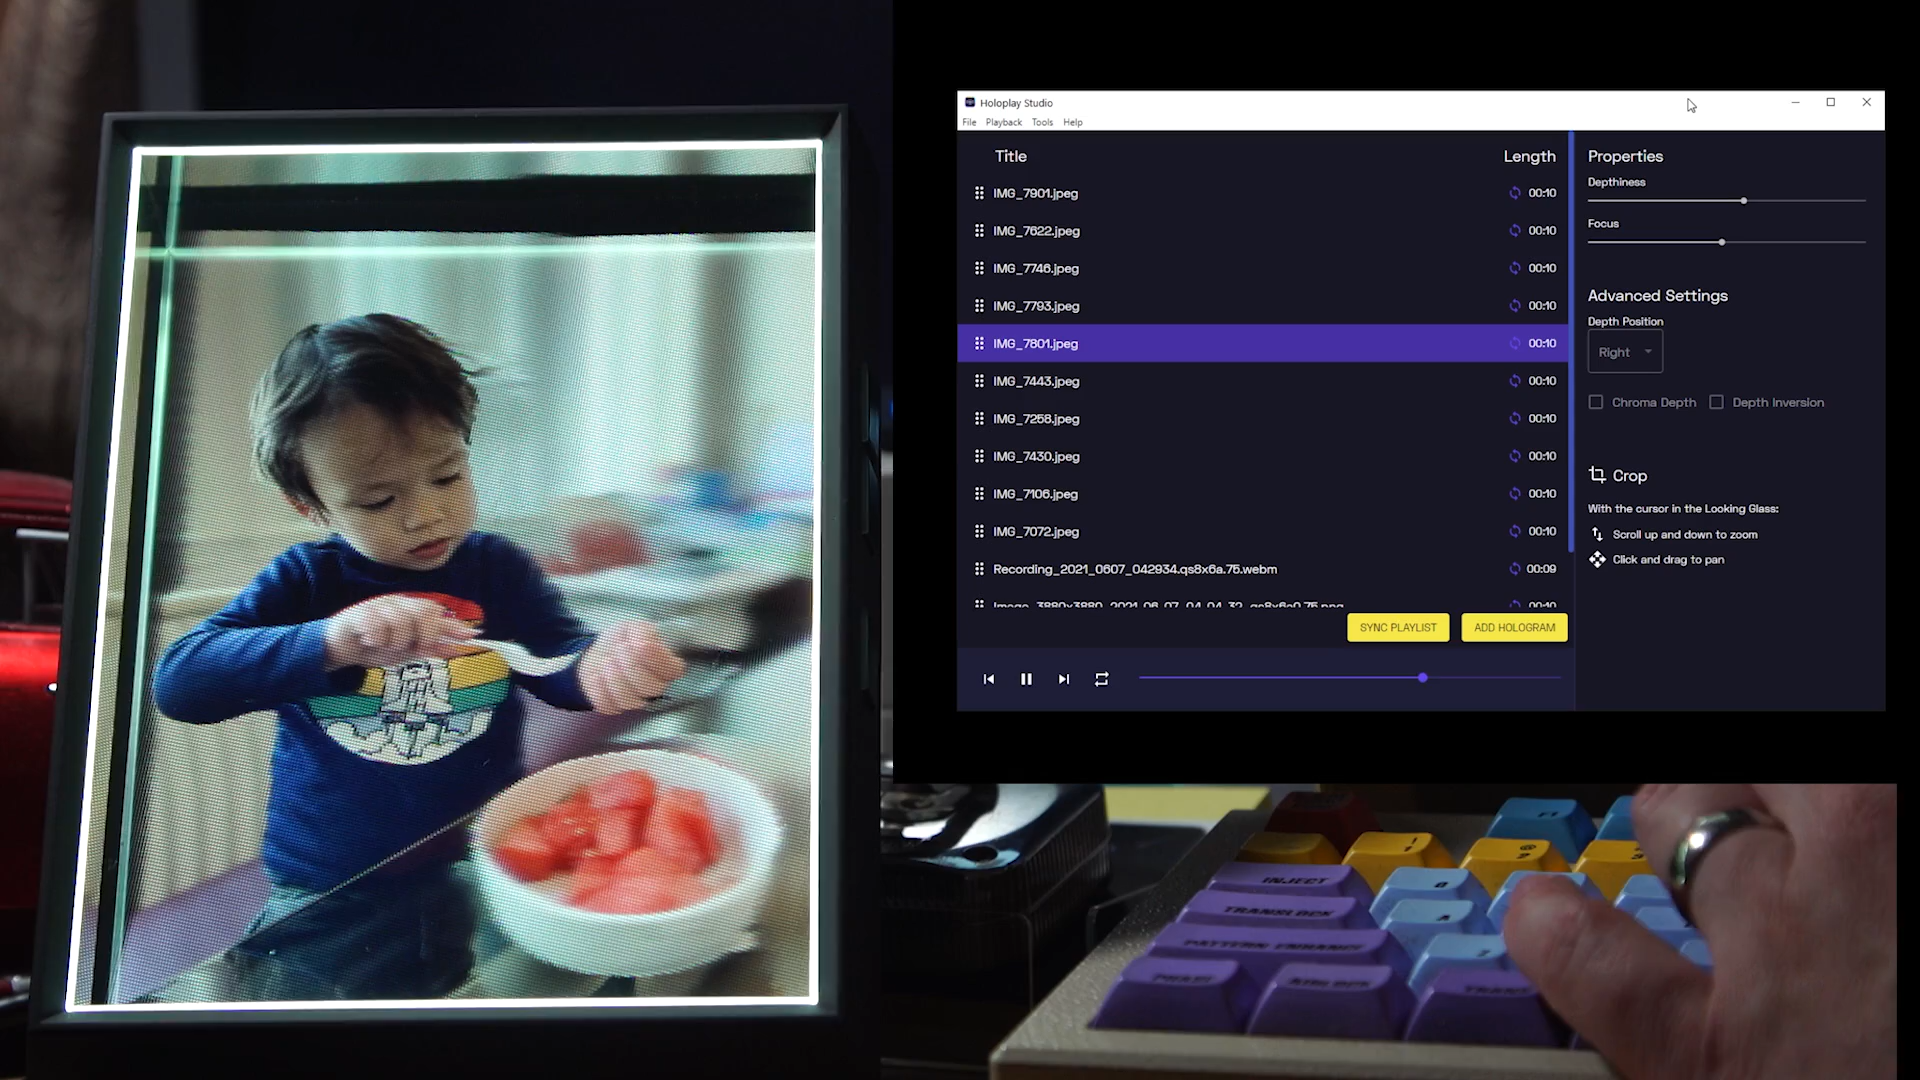 Holoplay Studio
File Playback Tools Help
Title Length
IMG_7901.jpeg 00:10
IMG_7622.jpeg 00:10
IMG_7746.jpeg 00:10
IMG_7793.jpeg 00:10
IMG_7801.jpeg 00:10
IMG_7443.jpeg 00:10
IMG_7258.jpeg 00:10
IMG_7430.jpeg 00:10
IMG_7106.jpeg 00:10
IMG_7072.jpeg 00:10
Recording_2021_0607_042934.qs8x6a.75.webm 00:09
SYNC PLAYLIST ADD HOLOGRAM
Properties
Depthiness
Focus
Advanced Settings
Depth Position
Right
Chroma Depth Depth Inversion
Crop
With the cursor in the Looking Glass:
Scroll up and down to zoom
Click and drag to pan
INJECT
TRANSLOCK
PATTERN ENHANCE